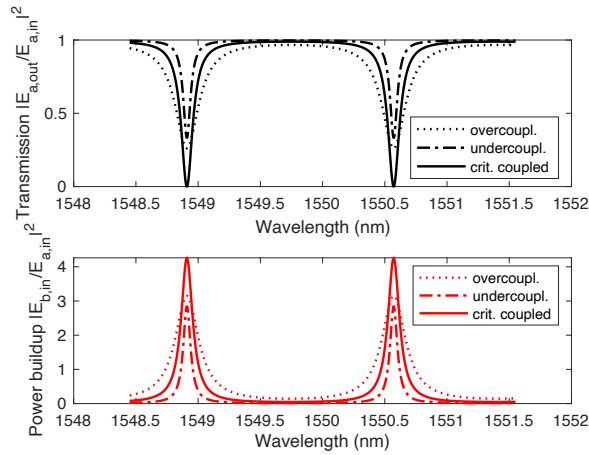 Transmission |E_{a,out}/E_{a,in}|^2
1
0.5
0
overcoupl.
undercoupl.
crit. coupled
1548 1548.5 1549 1549.5 1550 1550.5 1551 1551.5 1552
Wavelength (nm)
Power buildup |E_{b,in}/E_{a,in}|^2
4
3
2
1
0
overcoupl.
undercoupl.
crit. coupled
1548 1548.5 1549 1549.5 1550 1550.5 1551 1551.5 1552
Wavelength (nm)